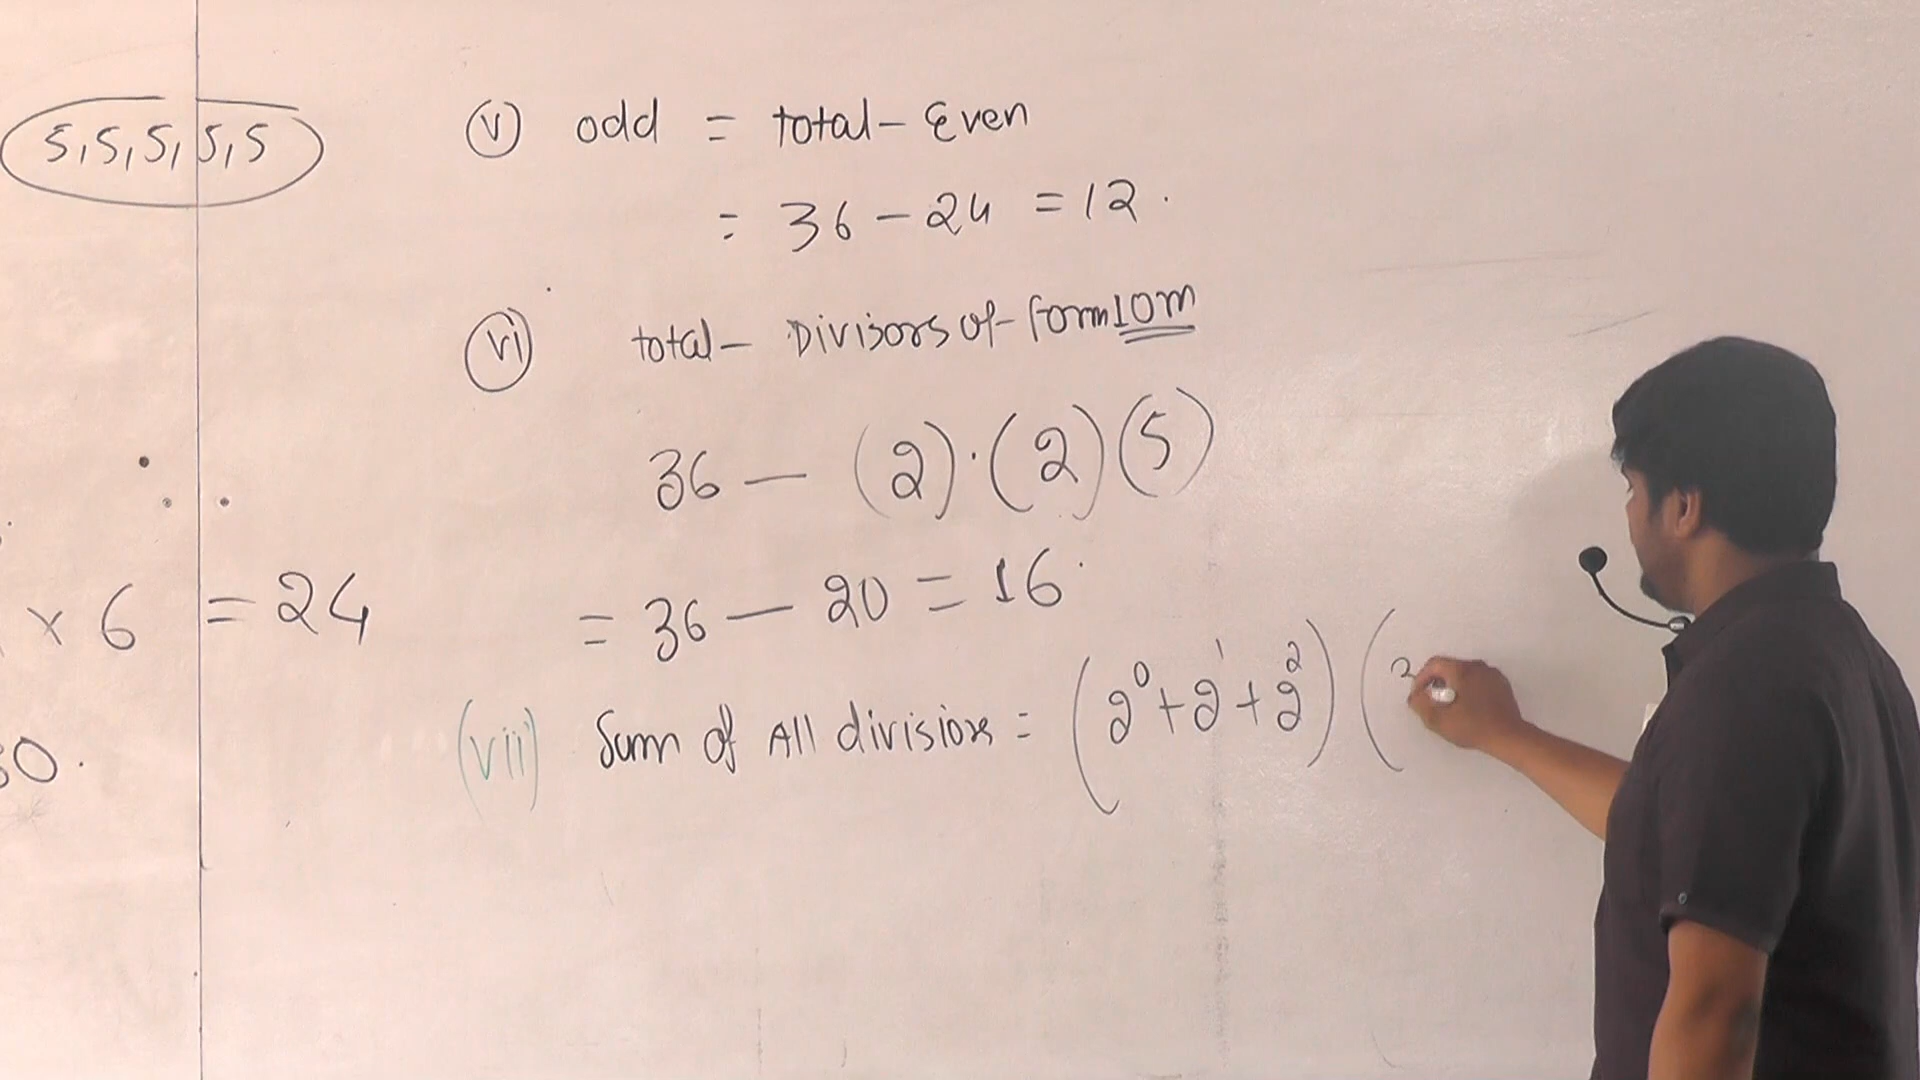 5,5,5,5,5
× 6 = 24
0.
(v) odd = total - Even
= 36 - 24 = 12.
(vi) total - Divisors of form 10m
36 - (2)·(2)(5)
= 36 - 20 = 16.
(vii) Sum of All divisiors = (2⁰+2¹+2²)(